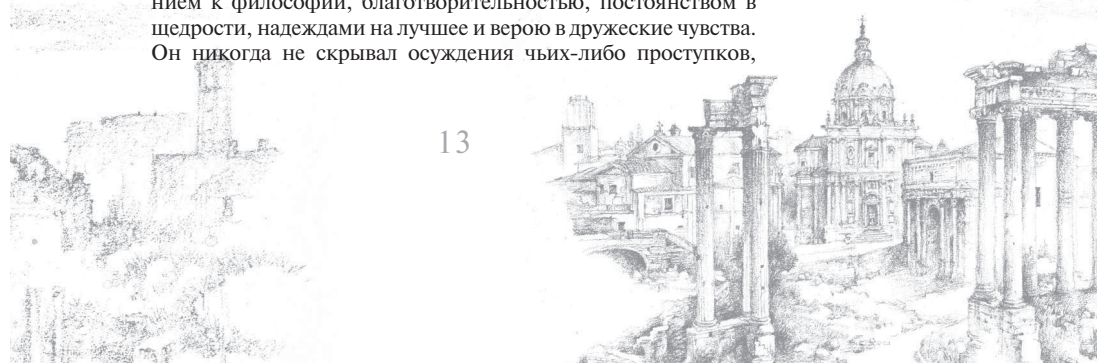 нием к философии, благотворительностью, постоянством в
щедрости, надеждами на лучшее и верою в дружеские чувства.
Он никогда не скрывал осуждения чьих-либо проступков,
13